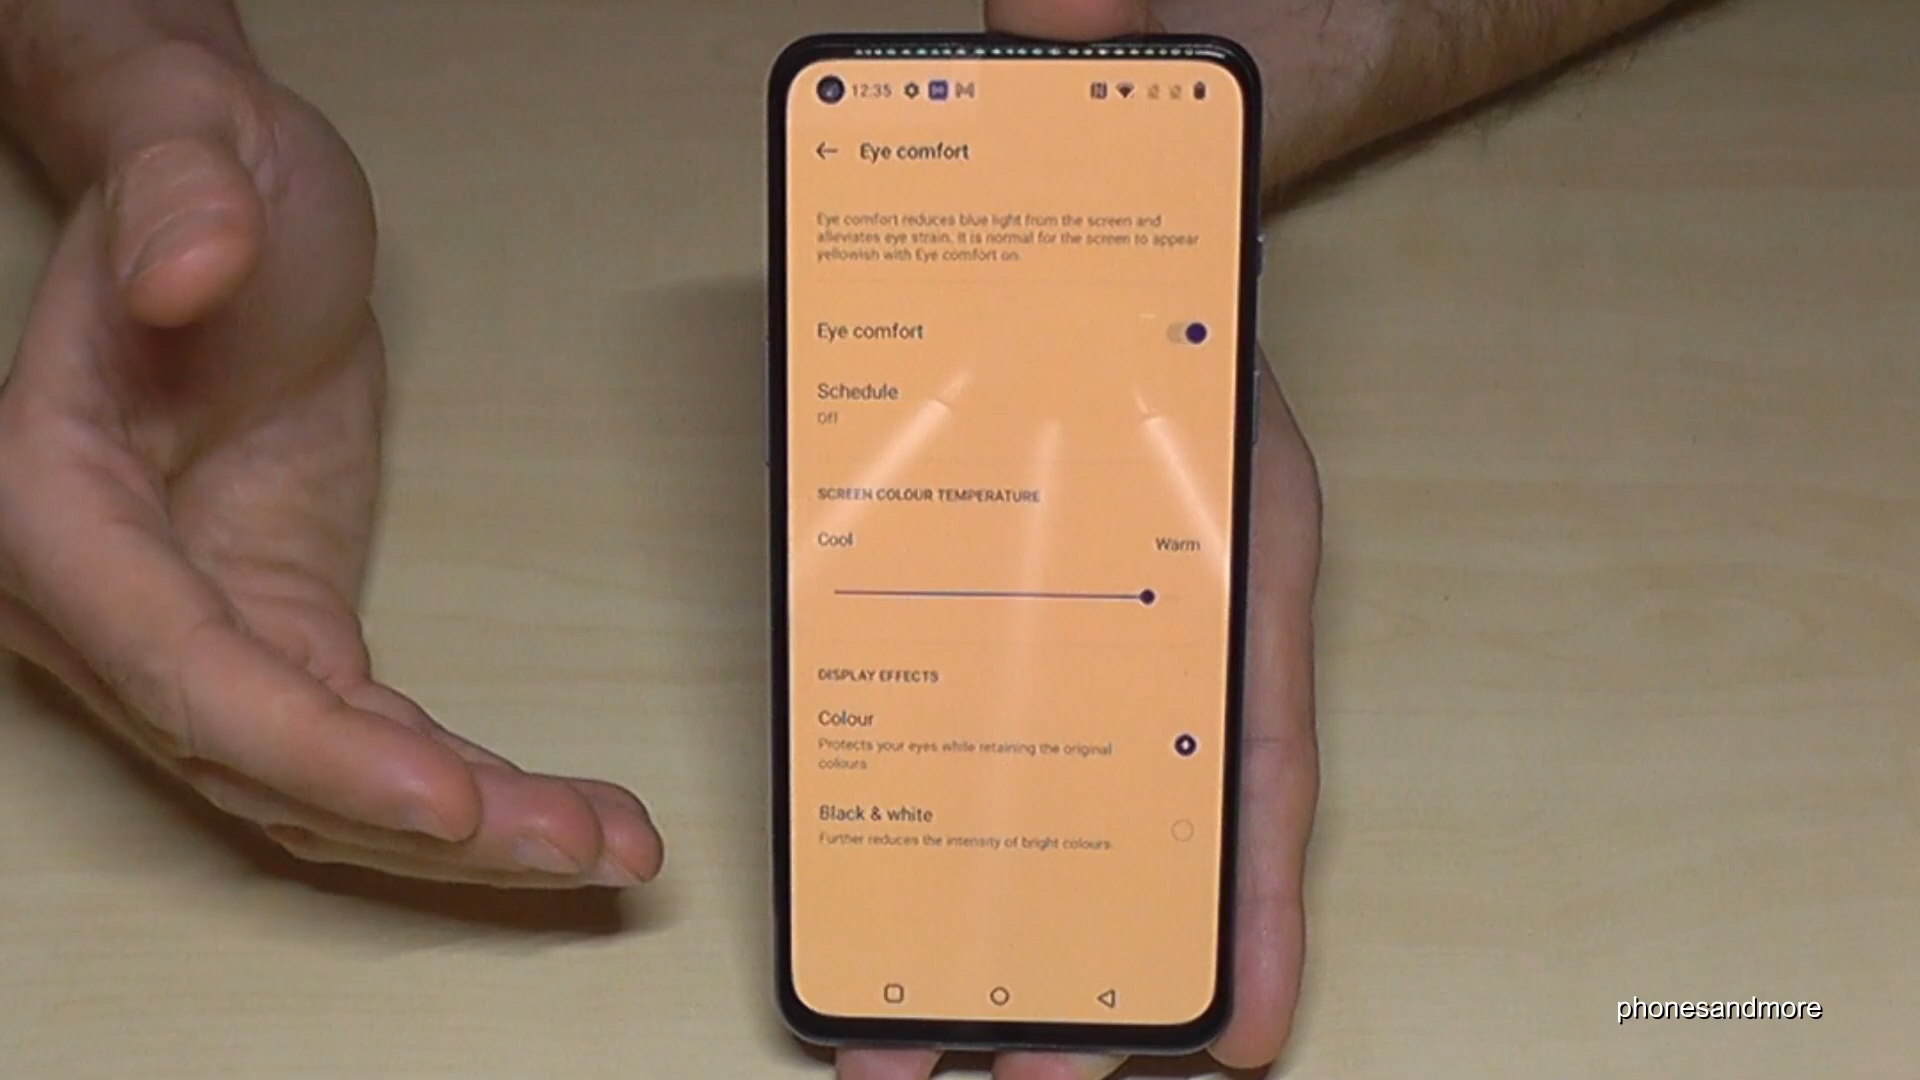 12:35
Eye comfort
Eye comfort reduces blue light from the screen and
alleviates eye strain. It is normal for the screen to appear
yellowish with Eye comfort on.
Eye comfort
Schedule
Off
SCREEN COLOUR TEMPERATURE
Cool
Warm
DISPLAY EFFECTS
Colour
Protects your eyes while retaining the original
colours.
Black & white
Further reduces the intensity of bright colours.
phonesandmore